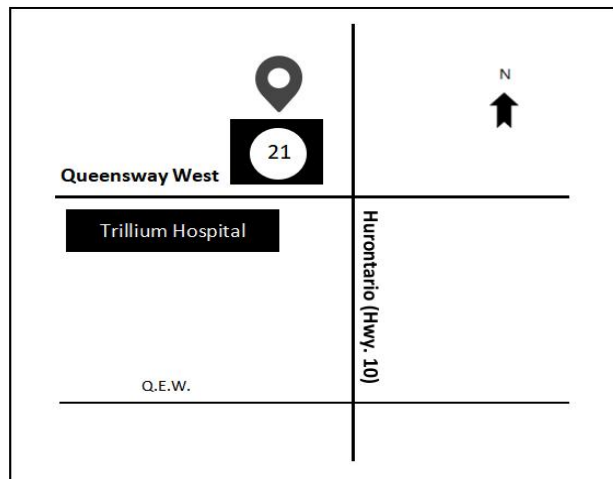 N
21
Queensway West
Trillium Hospital
Hurontario (Hwy. 10)
Q.E.W.